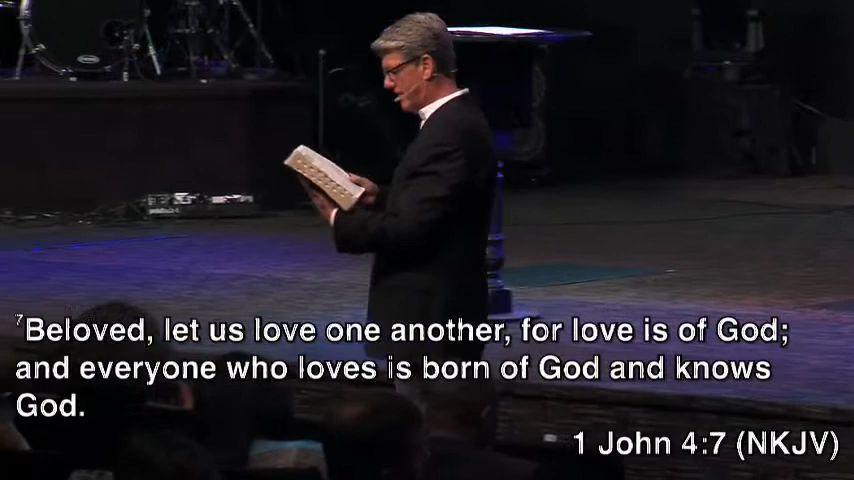 ⁷Beloved, let us love one another, for love is of God;
and everyone who loves is born of God and knows
God.
1 John 4:7 (NKJV)